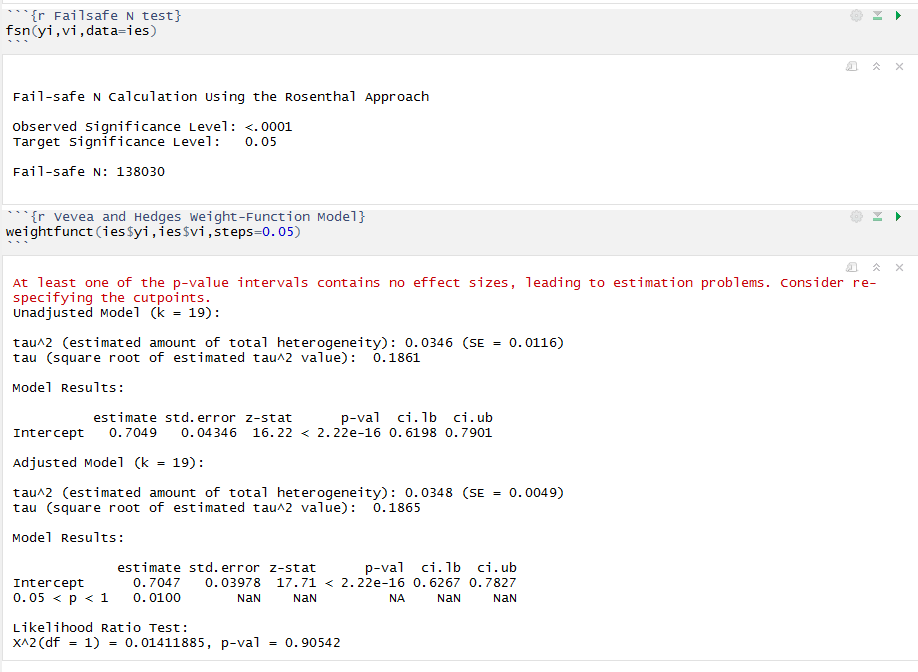 ```{r Failsafe N test}
fsn(yi,vi,data=ies)
```
Fail-safe N Calculation Using the Rosenthal Approach
Observed Significance Level: <.0001
Target Significance Level:   0.05
Fail-safe N: 138030
```{r Vevea and Hedges Weight-Function Model}
weightfunct(ies$yi,ies$vi,steps=0.05)
```
At least one of the p-value intervals contains no effect sizes, leading to estimation problems. Consider re-
specifying the cutpoints.
Unadjusted Model (k = 19):
tau^2 (estimated amount of total heterogeneity): 0.0346 (SE = 0.0116)
tau (square root of estimated tau^2 value):  0.1861
Model Results:
          estimate std.error z-stat      p-val  ci.lb  ci.ub
Intercept   0.7049   0.04346  16.22 < 2.22e-16 0.6198 0.7901
Adjusted Model (k = 19):
tau^2 (estimated amount of total heterogeneity): 0.0348 (SE = 0.0049)
tau (square root of estimated tau^2 value):  0.1865
Model Results:
             estimate std.error z-stat      p-val  ci.lb  ci.ub
Intercept      0.7047   0.03978  17.71 < 2.22e-16 0.6267 0.7827
0.05 < p < 1   0.0100       NaN    NaN         NA    NaN    NaN
Likelihood Ratio Test:
X^2(df = 1) = 0.01411885, p-val = 0.90542